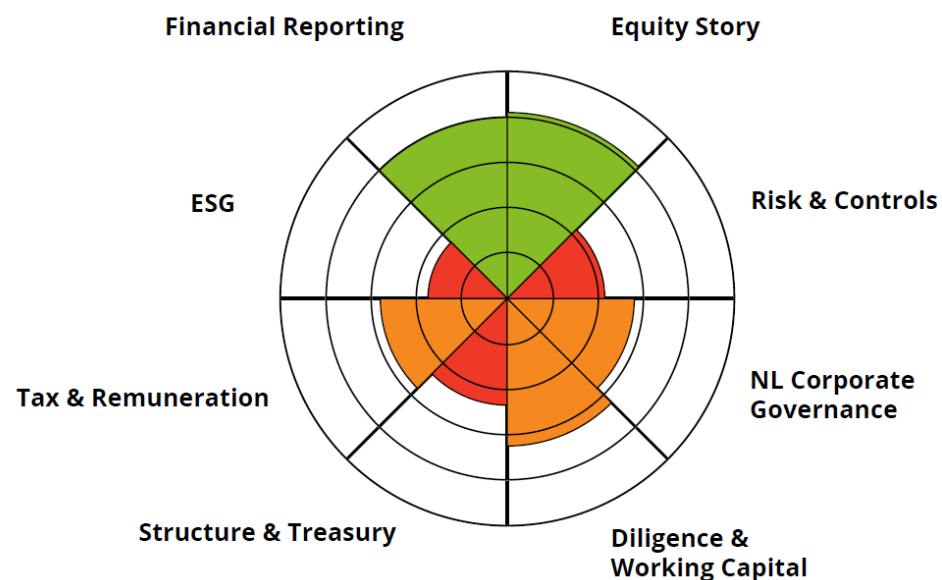 Financial Reporting
Equity Story
ESG
Risk & Controls
Tax & Remuneration
NL Corporate
Governance
Structure & Treasury
Diligence &
Working Capital